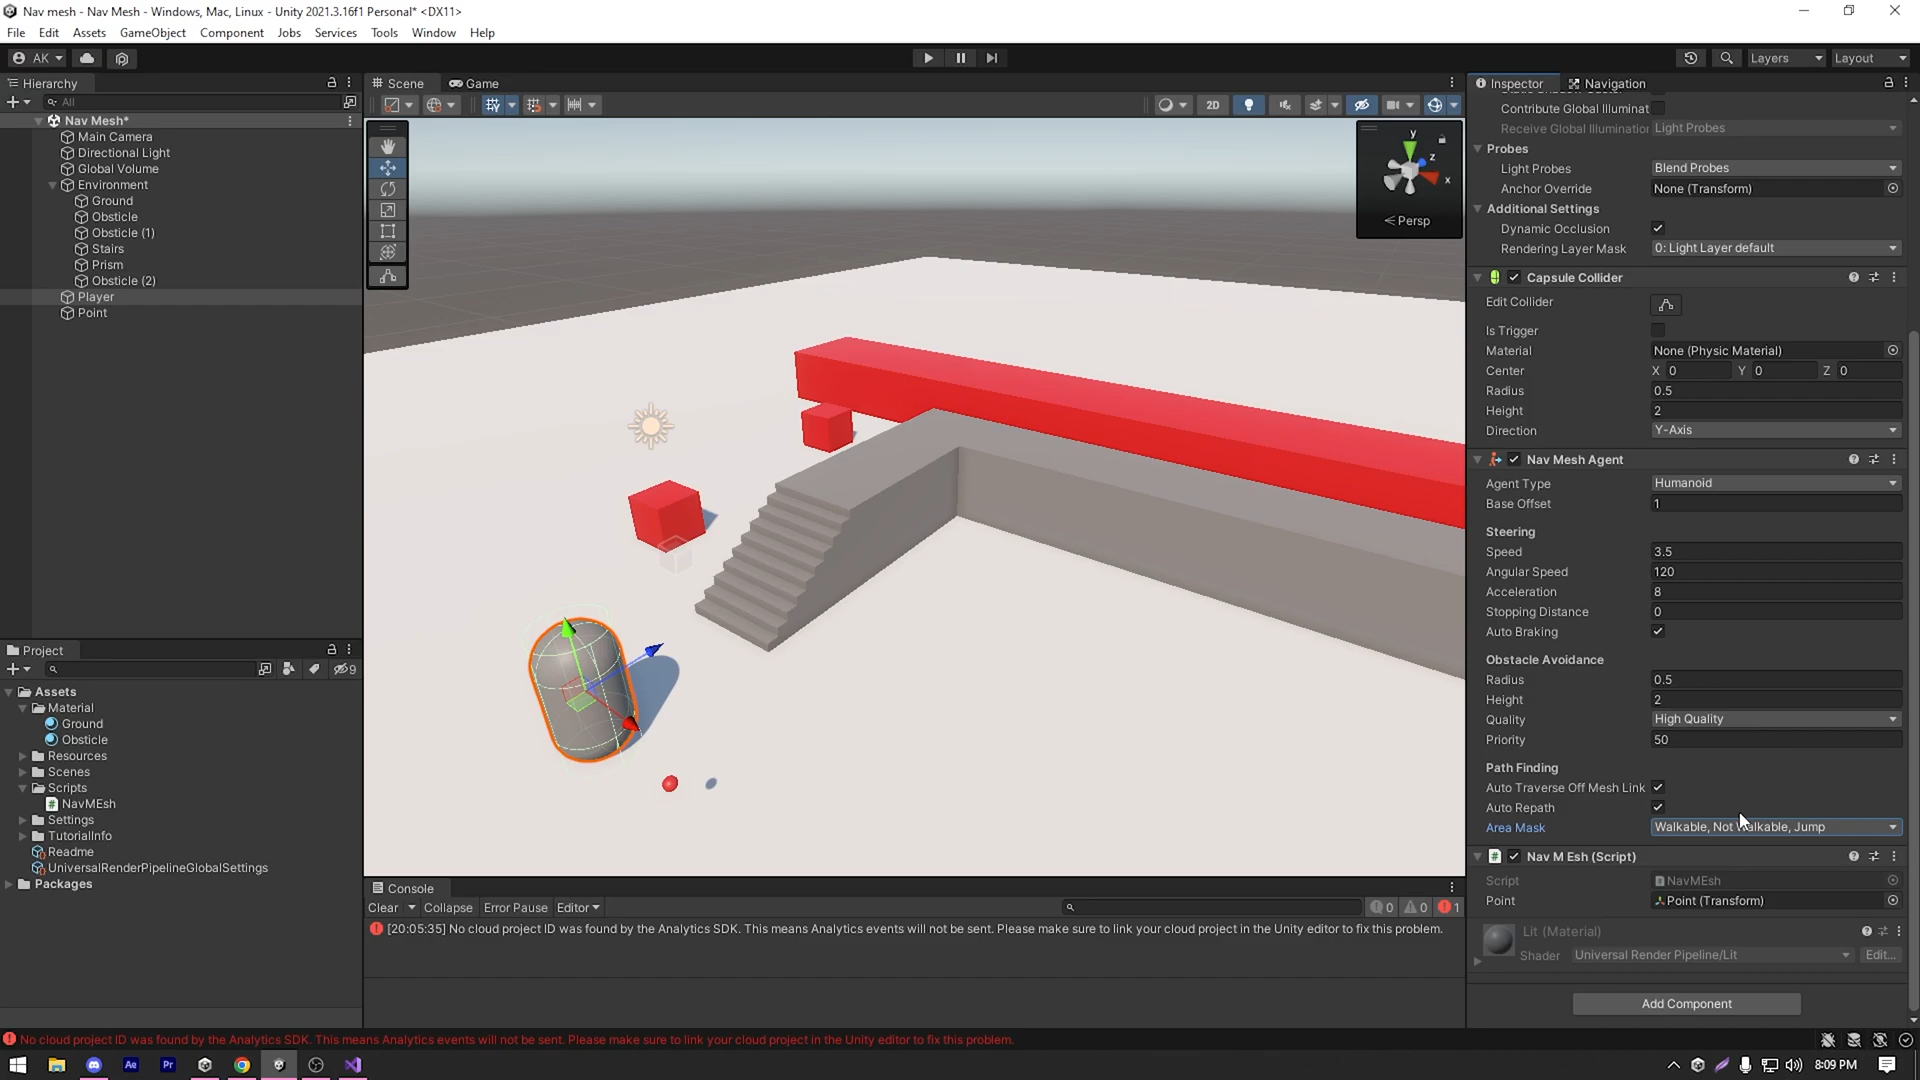 Nav mesh - Nav Mesh - Windows, Mac, Linux - Unity 2021.3.16f1 Personal* <DX11>
File Edit Assets GameObject Component Jobs Services Tools Window Help
AK
Layers Layout
Hierarchy
All
Nav Mesh*
Main Camera
Directional Light
Global Volume
Environment
Ground
Obsticle
Obsticle (1)
Stairs
Prism
Obsticle (2)
Player
Point
Project
9
Assets
Material
Ground
Obsticle
Resources
Scenes
Scripts
NavMEsh
Settings
TutorialInfo
Readme
UniversalRenderPipelineGlobalSettings
Packages
Scene Game
2D
y
z
x
Persp
Console
Clear Collapse Error Pause Editor
0 0 1
[20:05:35] No cloud project ID was found by the Analytics SDK. This means Analytics events will not be sent. Please make sure to link your cloud project in the Unity editor to fix this problem.
Inspector Navigation
Contribute Global Illuminat
Receive Global Illumination Light Probes
Probes
Light Probes Blend Probes
Anchor Override None (Transform)
Additional Settings
Dynamic Occlusion
Rendering Layer Mask 0: Light Layer default
Capsule Collider
Edit Collider
Is Trigger
Material None (Physic Material)
Center X 0 Y 0 Z 0
Radius 0.5
Height 2
Direction Y-Axis
Nav Mesh Agent
Agent Type Humanoid
Base Offset 1
Steering
Speed 3.5
Angular Speed 120
Acceleration 8
Stopping Distance 0
Auto Braking
Obstacle Avoidance
Radius 0.5
Height 2
Quality High Quality
Priority 50
Path Finding
Auto Traverse Off Mesh Link
Auto Repath
Area Mask Walkable, Not Walkable, Jump
Nav M Esh (Script)
Script NavMEsh
Point Point (Transform)
Lit (Material)
Shader Universal Render Pipeline/Lit Edit...
Add Component
No cloud project ID was found by the Analytics SDK. This means Analytics events will not be sent. Please make sure to link your cloud project in the Unity editor to fix this problem.
Ae Pr
8:09 PM